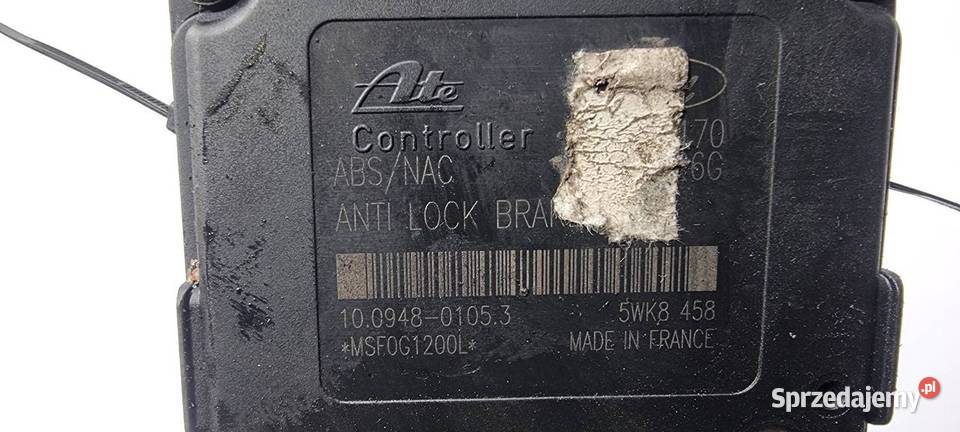 Ate
Controller
ABS/NAC
ANTI LOCK
10.0948-0105.3 5WK8 458
*MSF0G1200L* MADE IN FRANCE
Sprzedajemy.pl